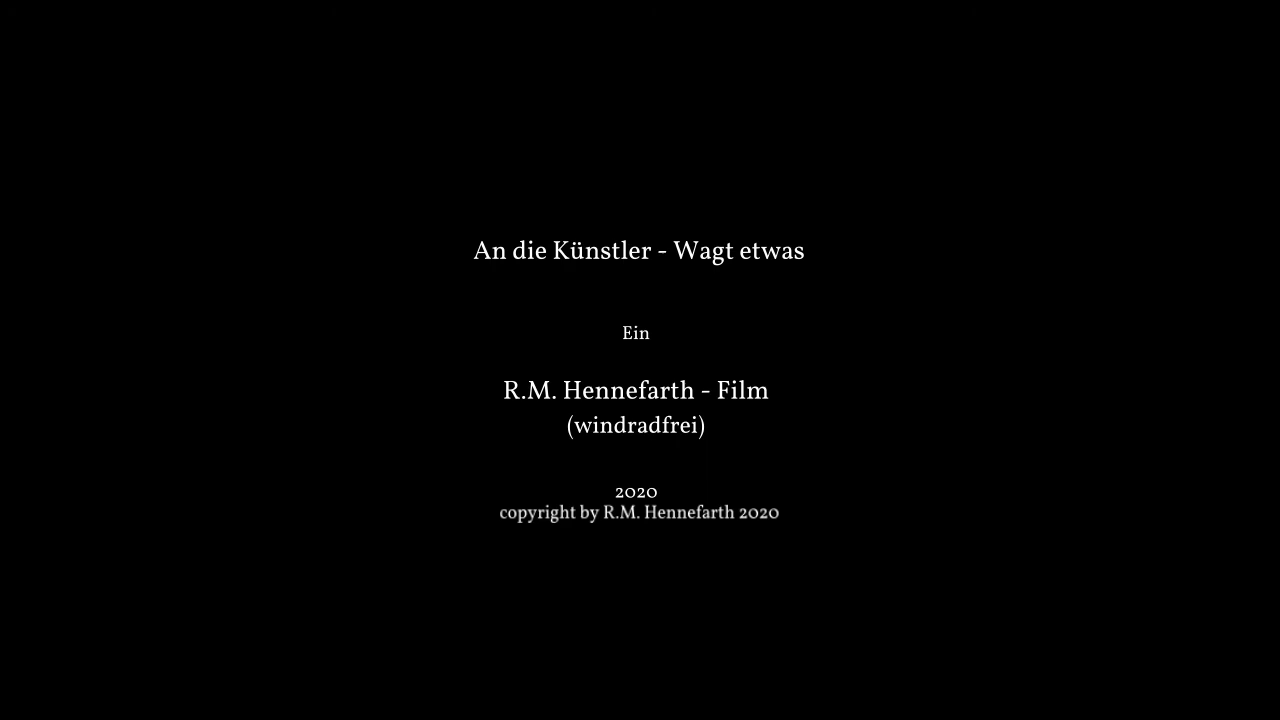 An die Künstler - Wagt etwas
Ein
R.M. Hennefarth - Film
(windradfrei)
2020
copyright by R.M. Hennefarth 2020